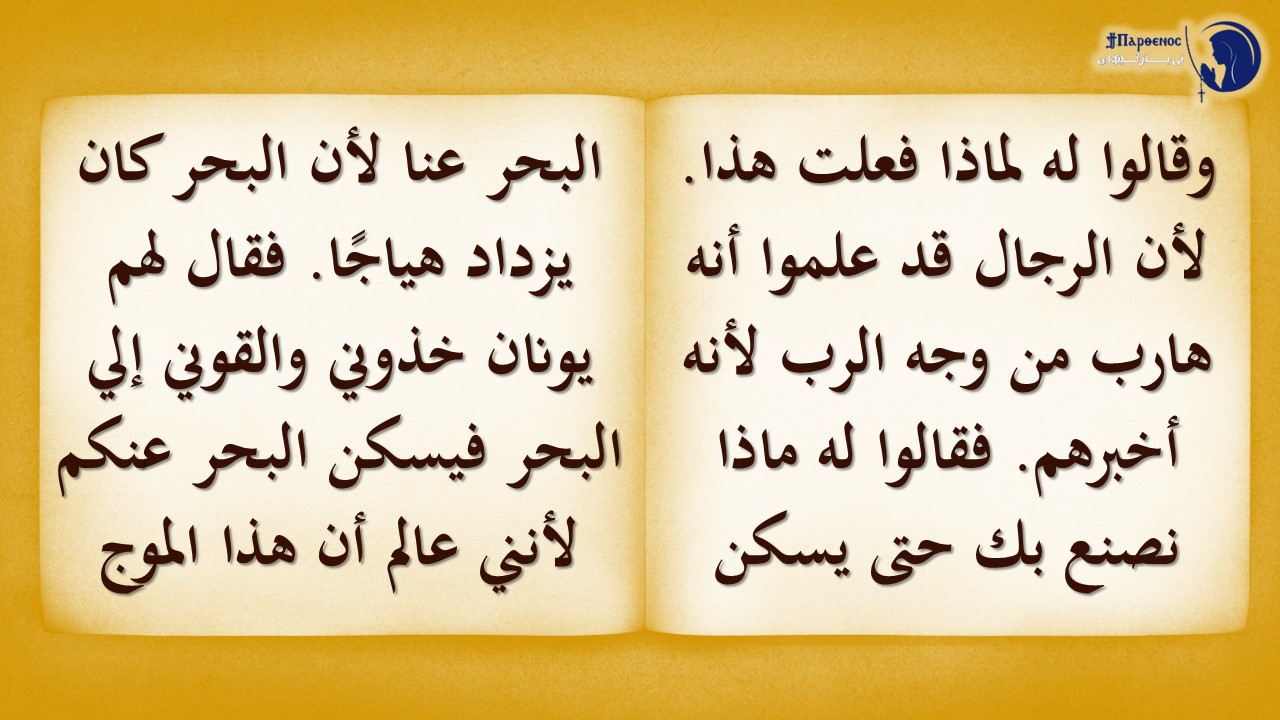 ϮΠαρθενος
تي بارثينوس
وقالوا له لماذا فعلت هذا.
لأن الرجال قد علموا أنه
هارب من وجه الرب لأنه
أخبرهم. فقالوا له ماذا
نصنع بك حتى يسكن
البحر عنا لأن البحر كان
يزداد هياجًا. فقال لهم
يونان خذوني والقوني إلي
البحر فيسكن البحر عنكم
لأنني عالم أن هذا الموج